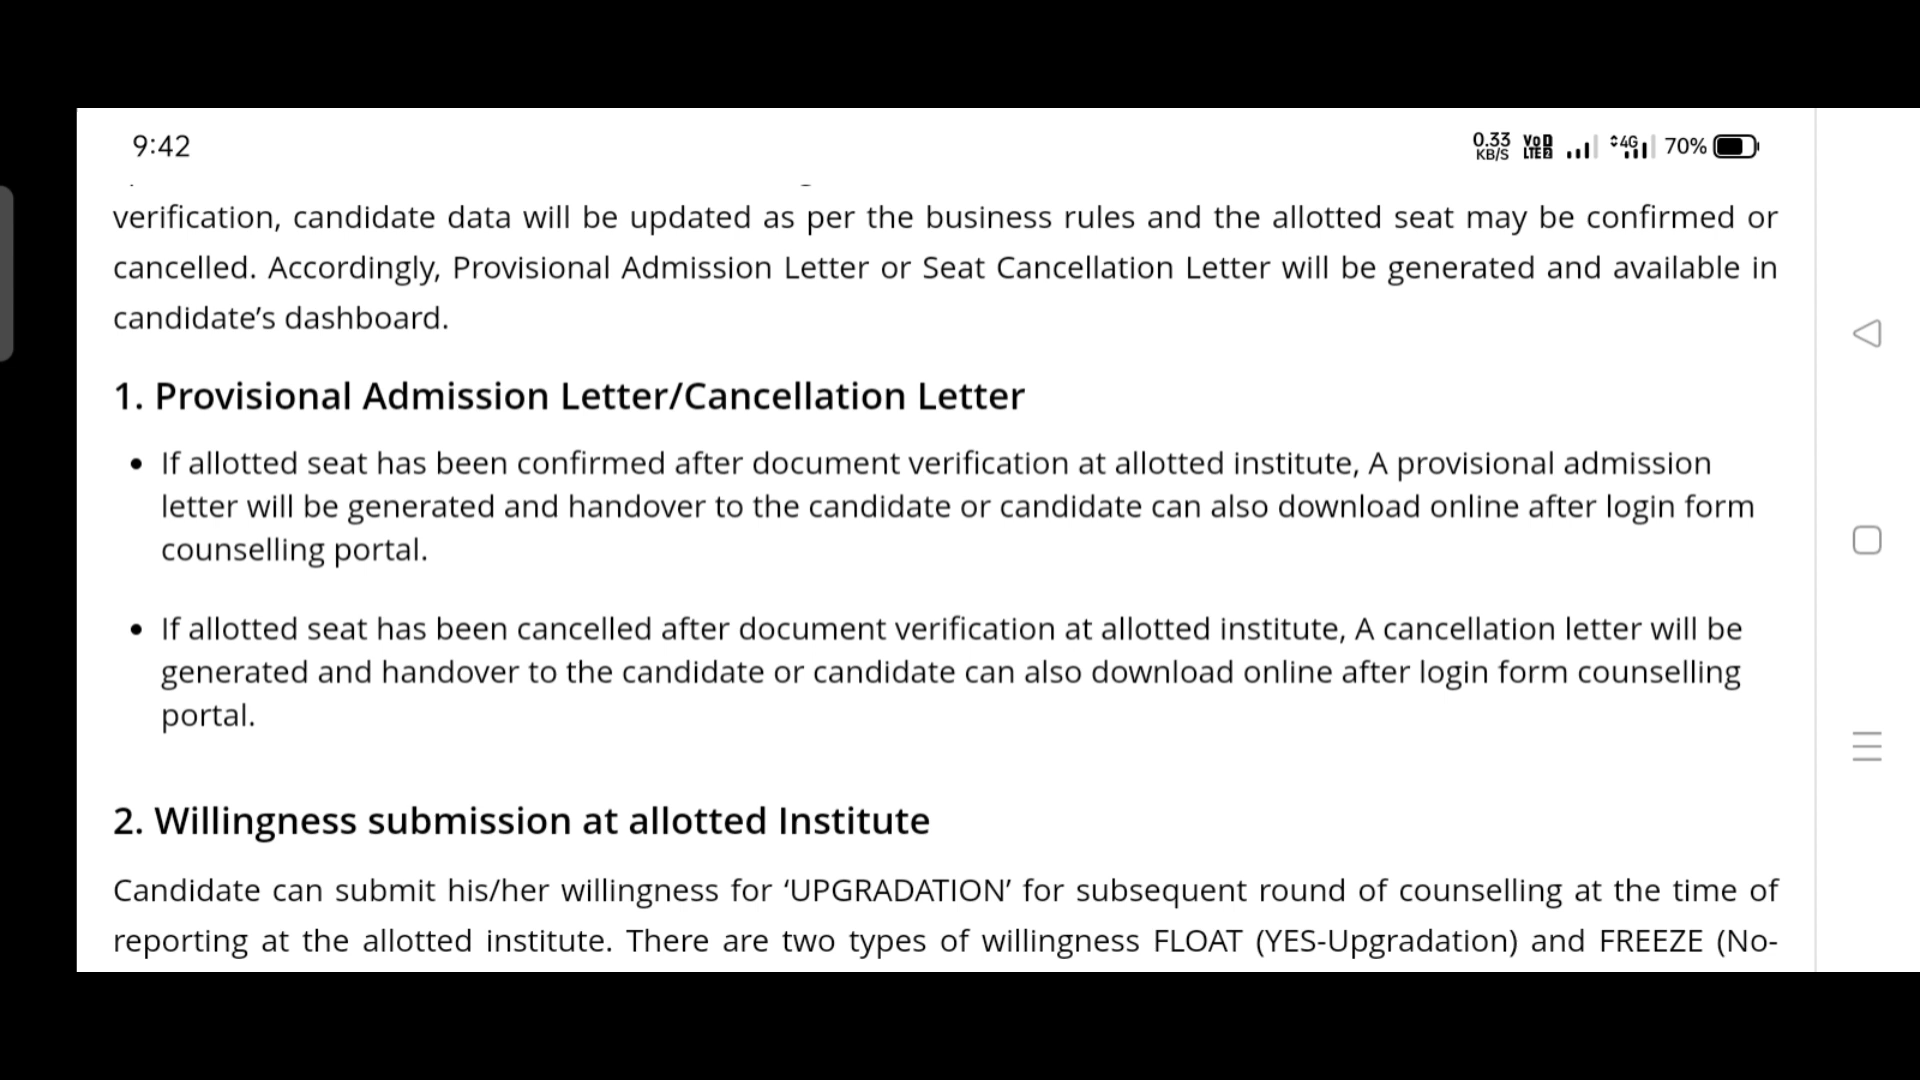 9:42
0.33 KB/S VoD LTE2 4G 70%
verification, candidate data will be updated as per the business rules and the allotted seat may be confirmed or
cancelled. Accordingly, Provisional Admission Letter or Seat Cancellation Letter will be generated and available in
candidate’s dashboard.
1. Provisional Admission Letter/Cancellation Letter
• If allotted seat has been confirmed after document verification at allotted institute, A provisional admission
letter will be generated and handover to the candidate or candidate can also download online after login form
counselling portal.
• If allotted seat has been cancelled after document verification at allotted institute, A cancellation letter will be
generated and handover to the candidate or candidate can also download online after login form counselling
portal.
2. Willingness submission at allotted Institute
Candidate can submit his/her willingness for ‘UPGRADATION’ for subsequent round of counselling at the time of
reporting at the allotted institute. There are two types of willingness FLOAT (YES-Upgradation) and FREEZE (No-